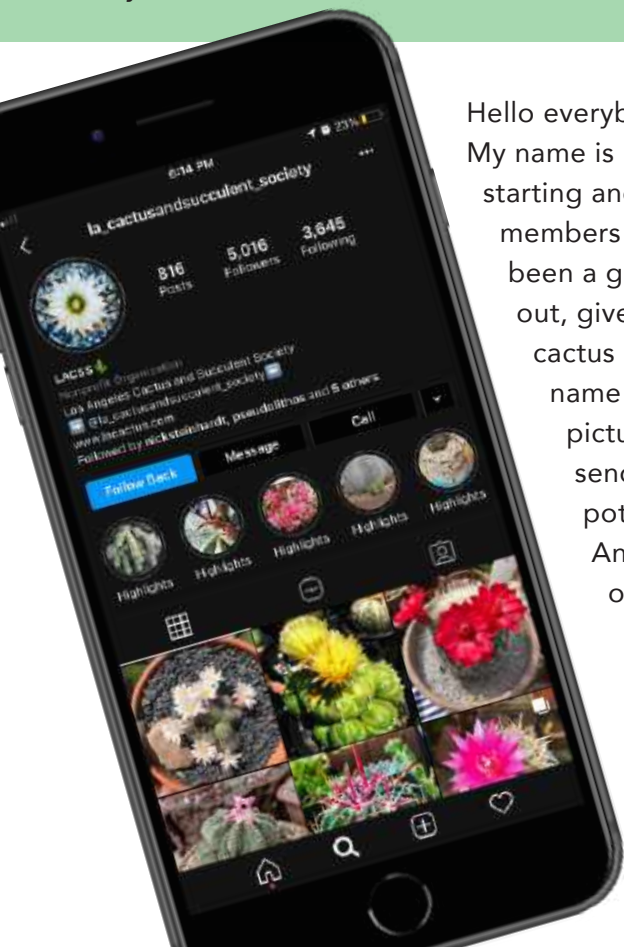 6:14 PM
23%
la_cactusandsucculent_society
816 5,016 3,645
Posts Followers Following
LACSS
Nonprofit Organization
Los Angeles Cactus and Succulent Society
@la_cactusandsucculent_society
www.lacactus.com
Followed by nicksteinhardt, pseudolithos and 5 others
Follow Back Message Call
Highlights Highlights Highlights Highlights Highlights
Hello everyb
My name is
starting and
members
been a g
out, give
cactus
name
pictu
send
pot
An
o